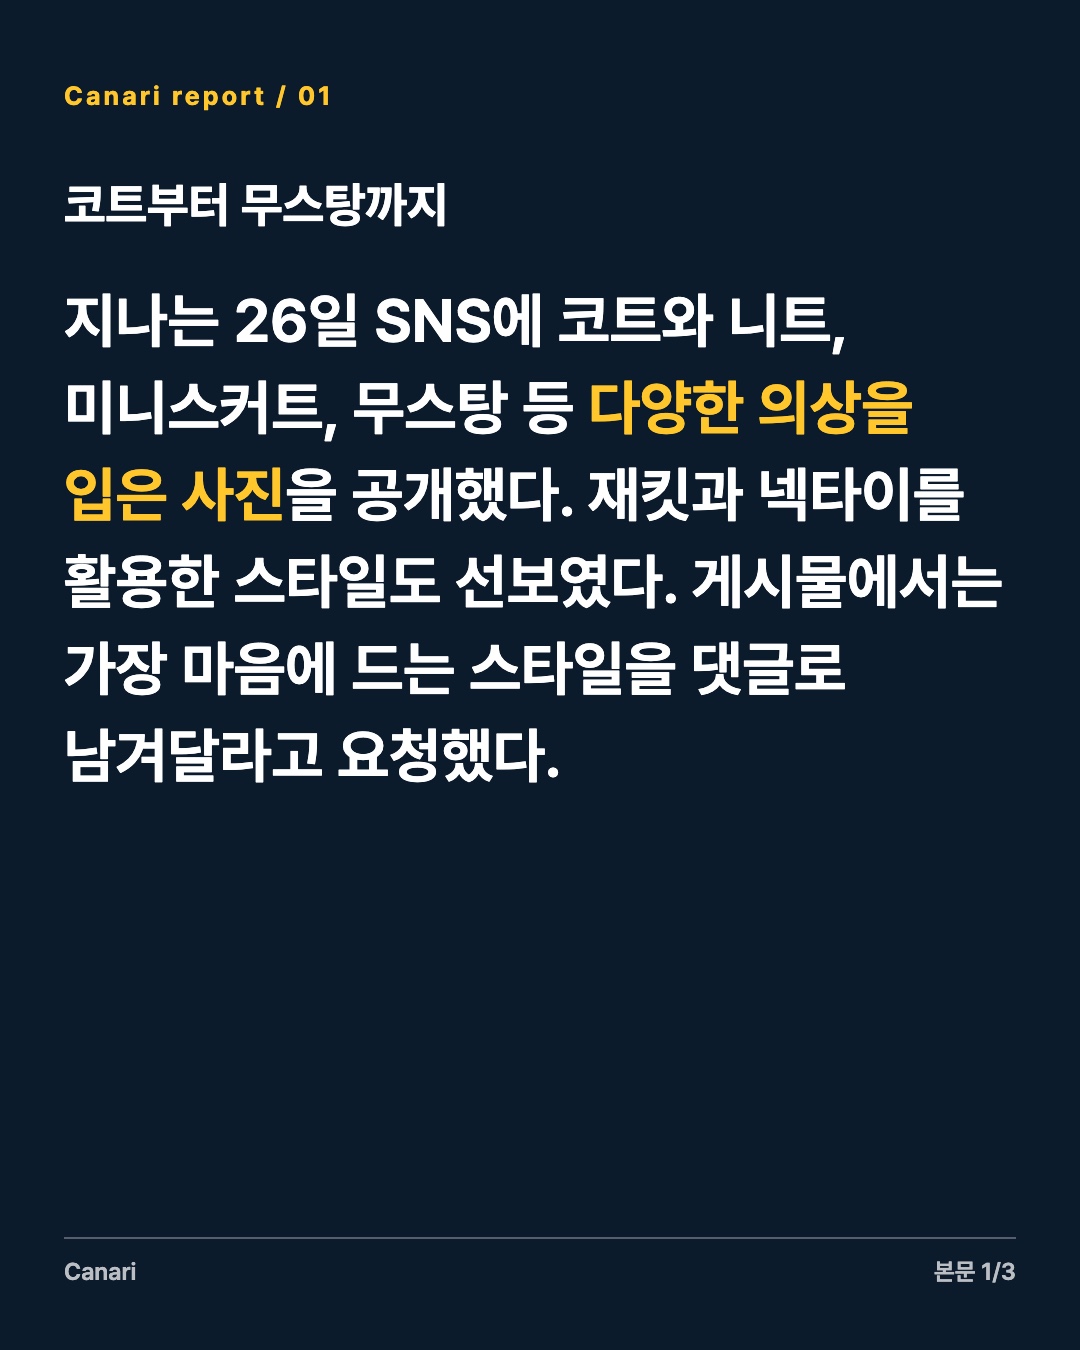 Canari report / 01
코트부터 무스탕까지
지나는 26일 SNS에 코트와 니트,
미니스커트, 무스탕 등 다양한 의상을
입은 사진을 공개했다. 재킷과 넥타이를
활용한 스타일도 선보였다. 게시물에서는
가장 마음에 드는 스타일을 댓글로
남겨달라고 요청했다.
Canari
본문 1/3